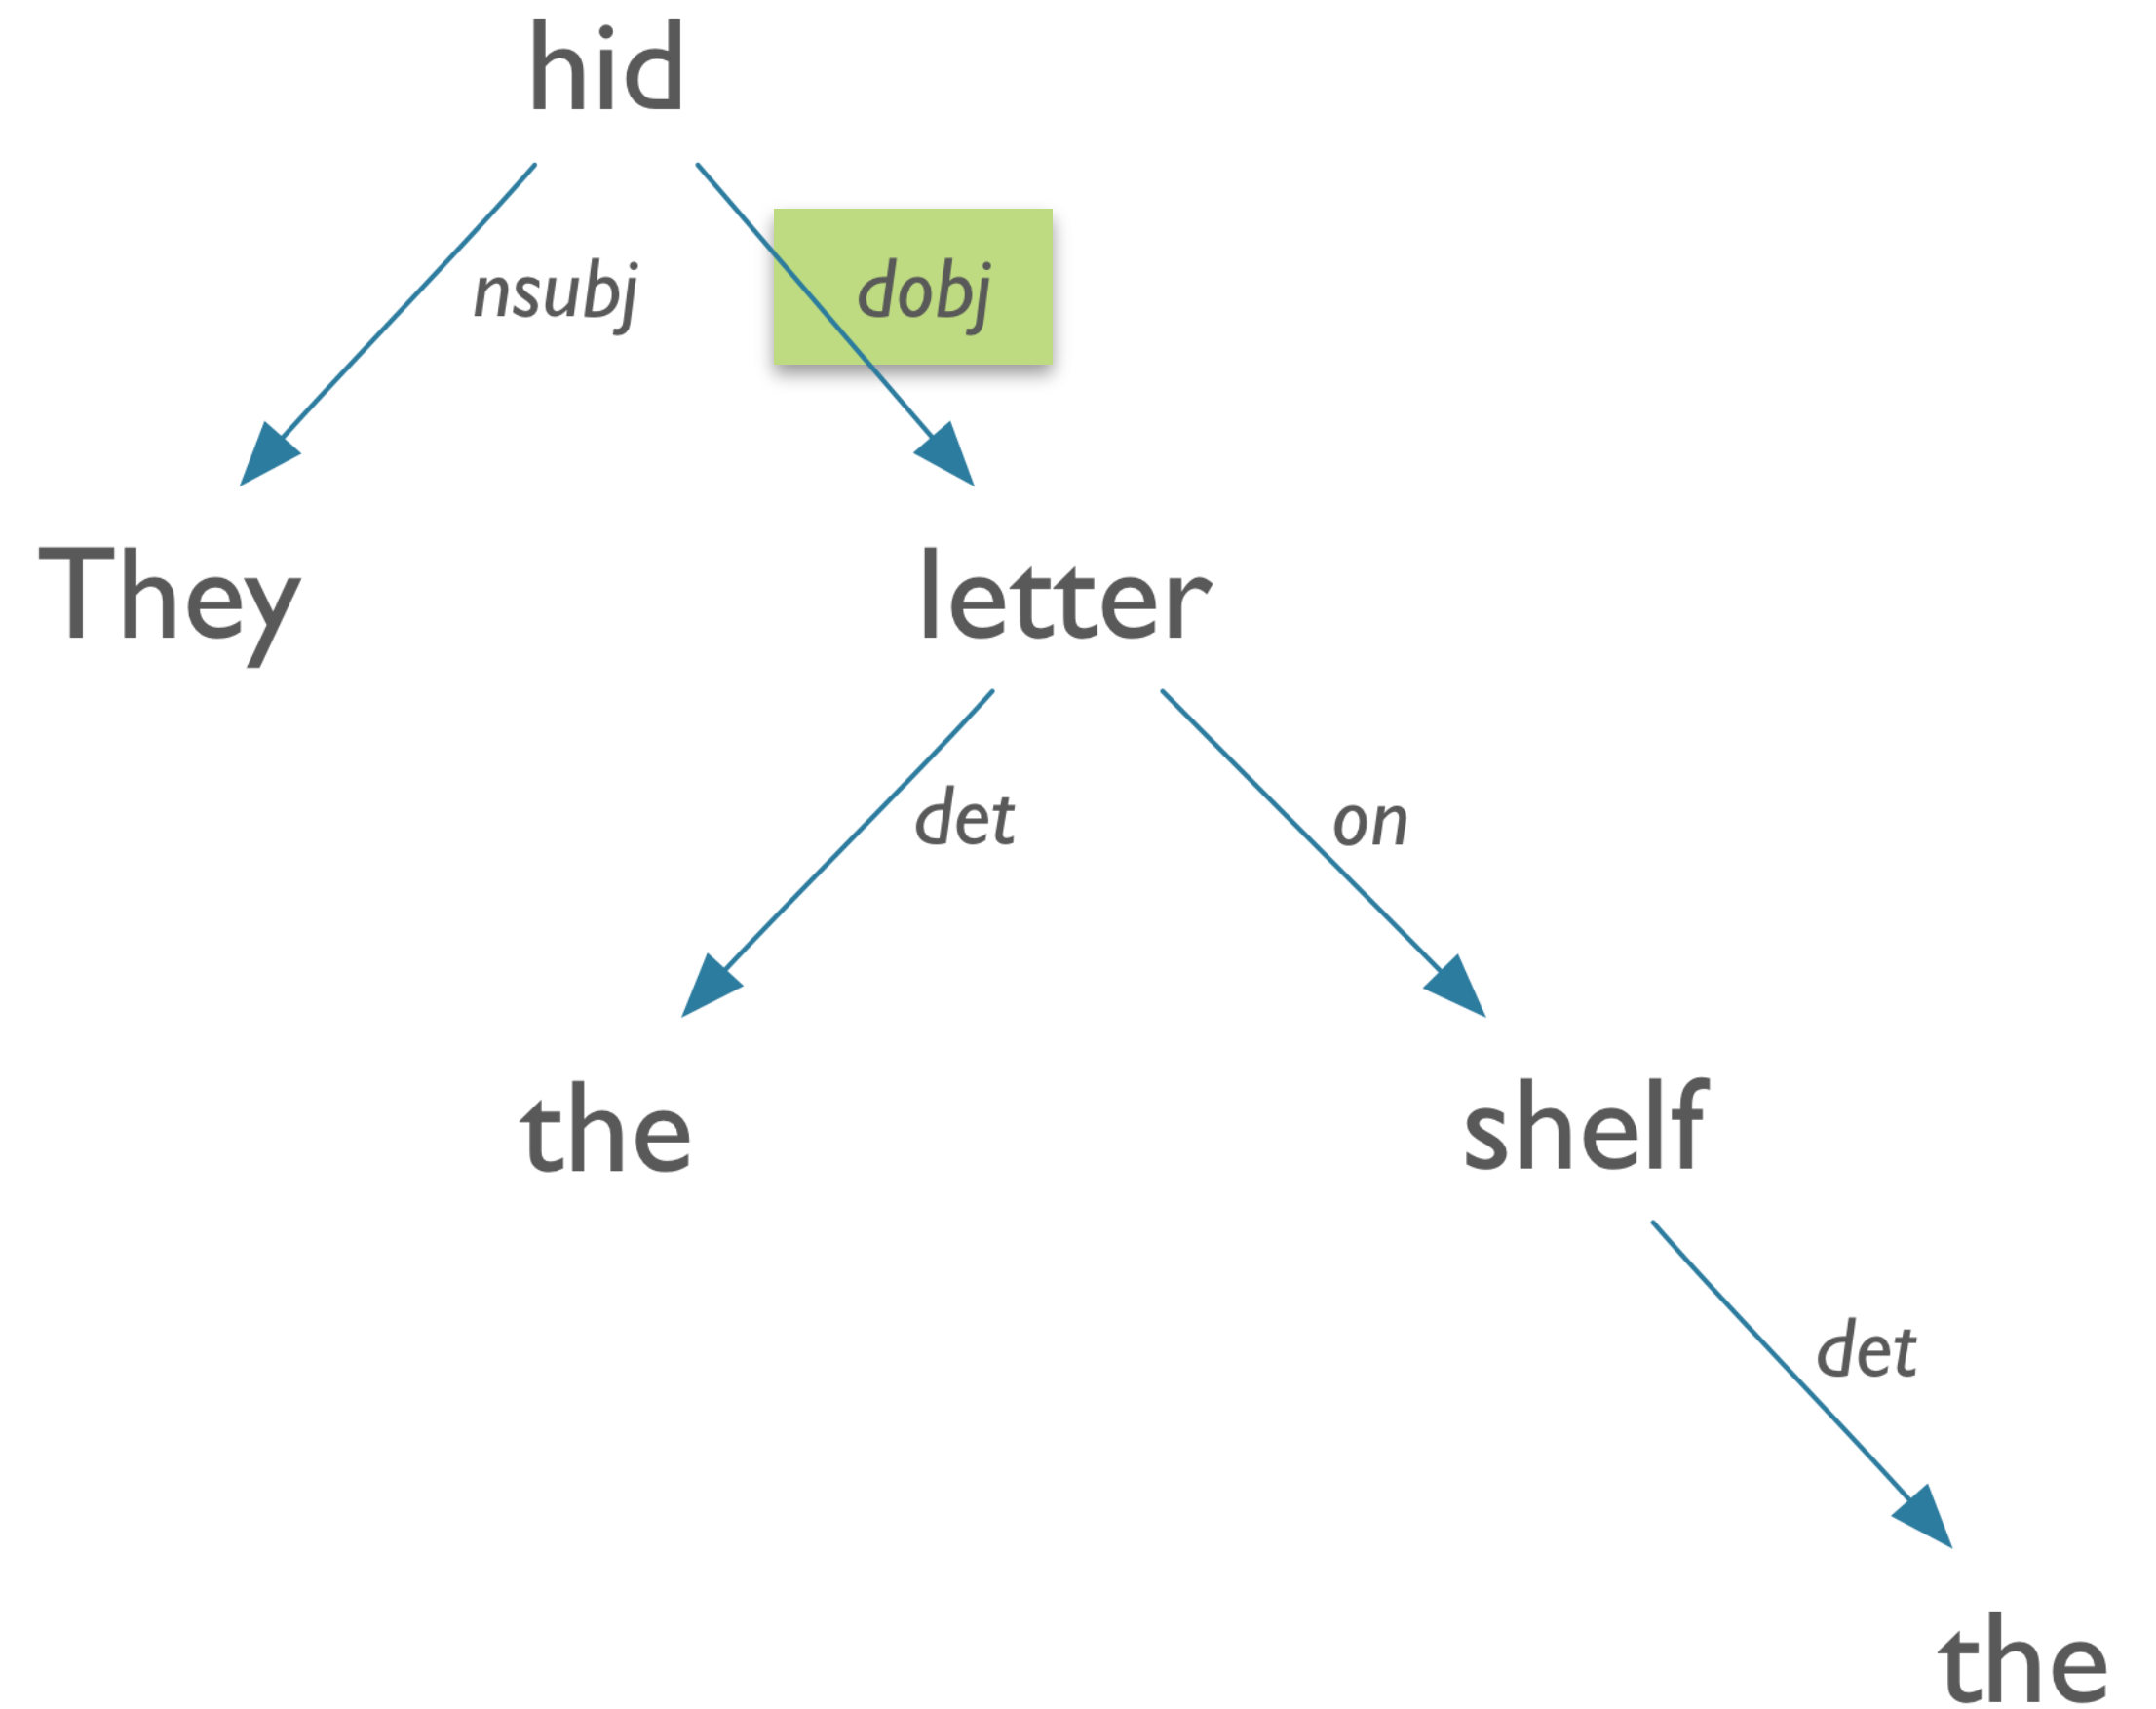 hid
nsubj
dobj
They
letter
det
on
the
shelf
det
the